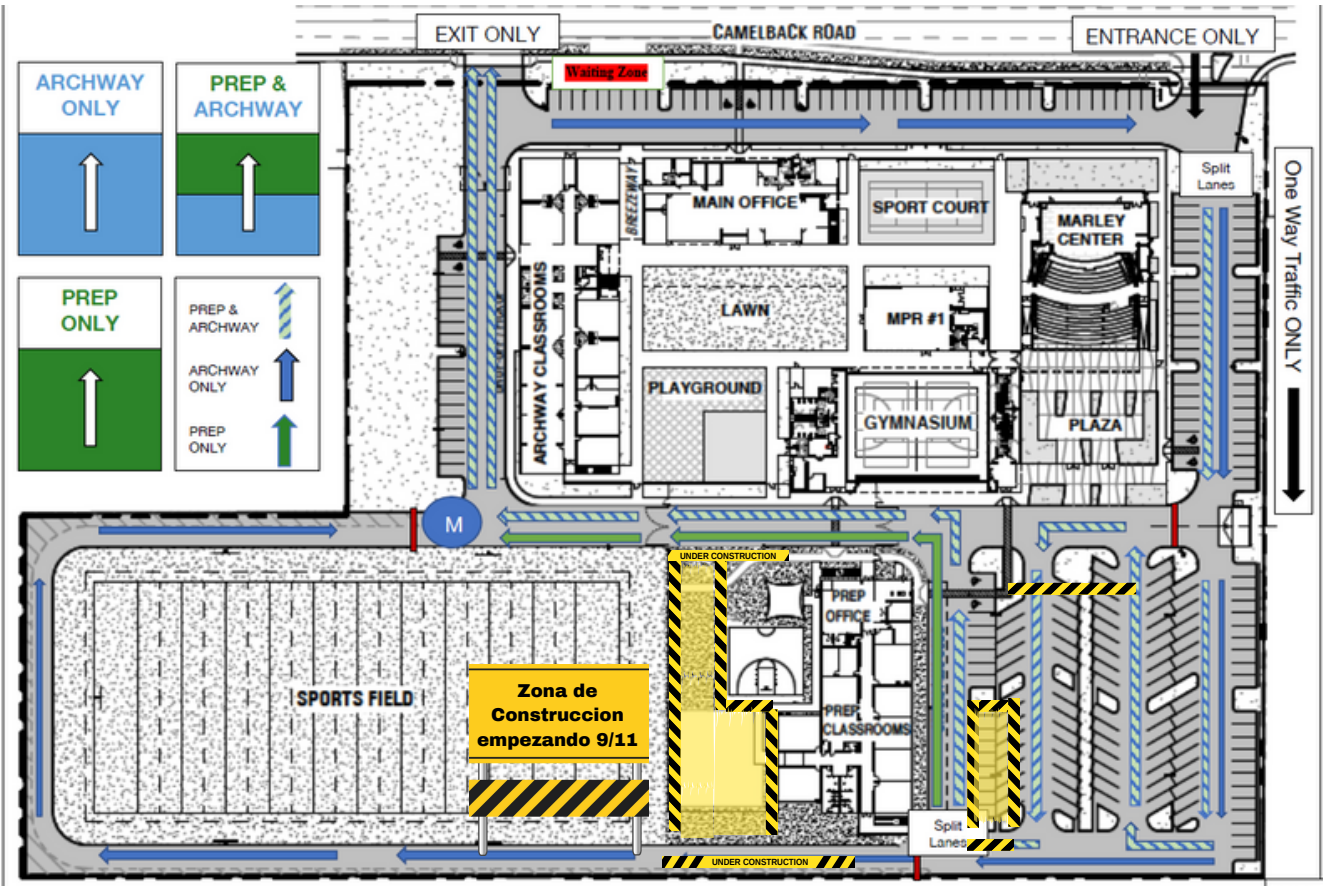 EXIT ONLY
CAMELBACK ROAD
ENTRANCE ONLY
Waiting Zone
ARCHWAY
ONLY
PREP &
ARCHWAY
PREP
ONLY
PREP &
ARCHWAY
ARCHWAY
ONLY
PREP
ONLY
Split
Lanes
One Way Traffic ONLY
BREEZEWAY
MAIN OFFICE
SPORT COURT
MARLEY
CENTER
ARCHWAY CLASSROOMS
LAWN
MPR #1
PLAYGROUND
GYMNASIUM
PLAZA
M
UNDER CONSTRUCTION
PREP
OFFICE
SPORTS FIELD
Zona de
Construccion
empezando 9/11
PREP
CLASSROOMS
Split
Lanes
UNDER CONSTRUCTION